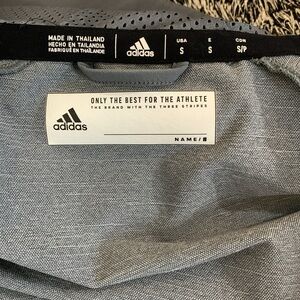 MADE IN THAILAND
HECHO EN TAILANDIA
FABRIQUÉ EN THAÏLANDE
adidas
USA E CDN
S S S/P
ONLY THE BEST FOR THE ATHLETE
THE BRAND WITH THE THREE STRIPES
adidas
NAME/